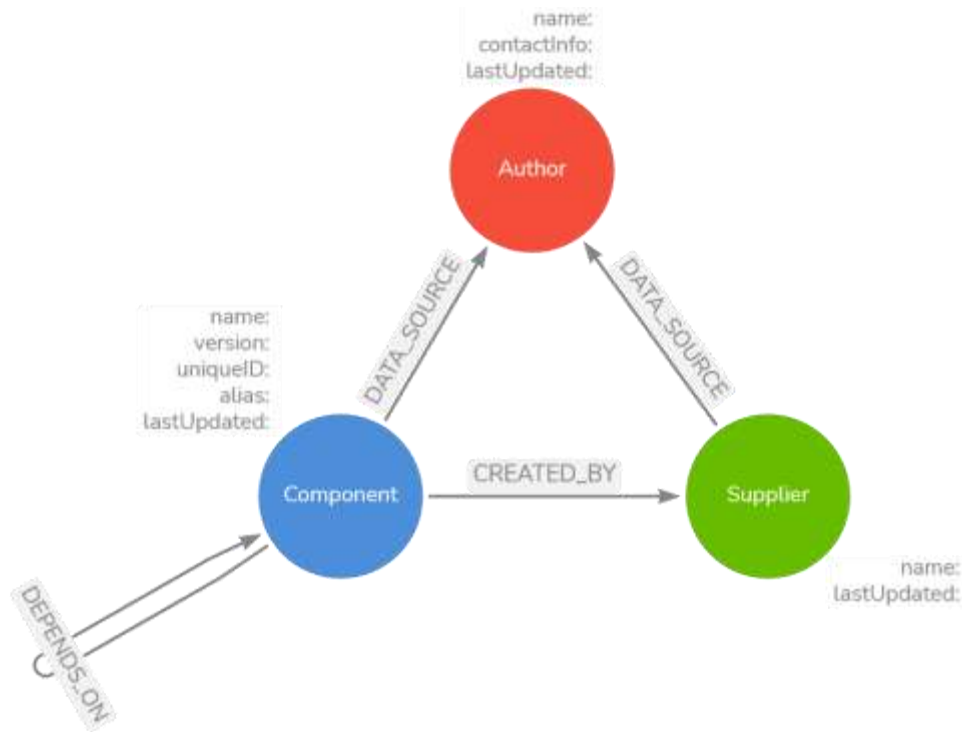 name:
contactInfo:
lastUpdated:
Author
DATA_SOURCE
DATA_SOURCE
name:
version:
uniqueID:
alias:
lastUpdated:
Component
CREATED_BY
Supplier
name:
lastUpdated:
DEPENDS_ON